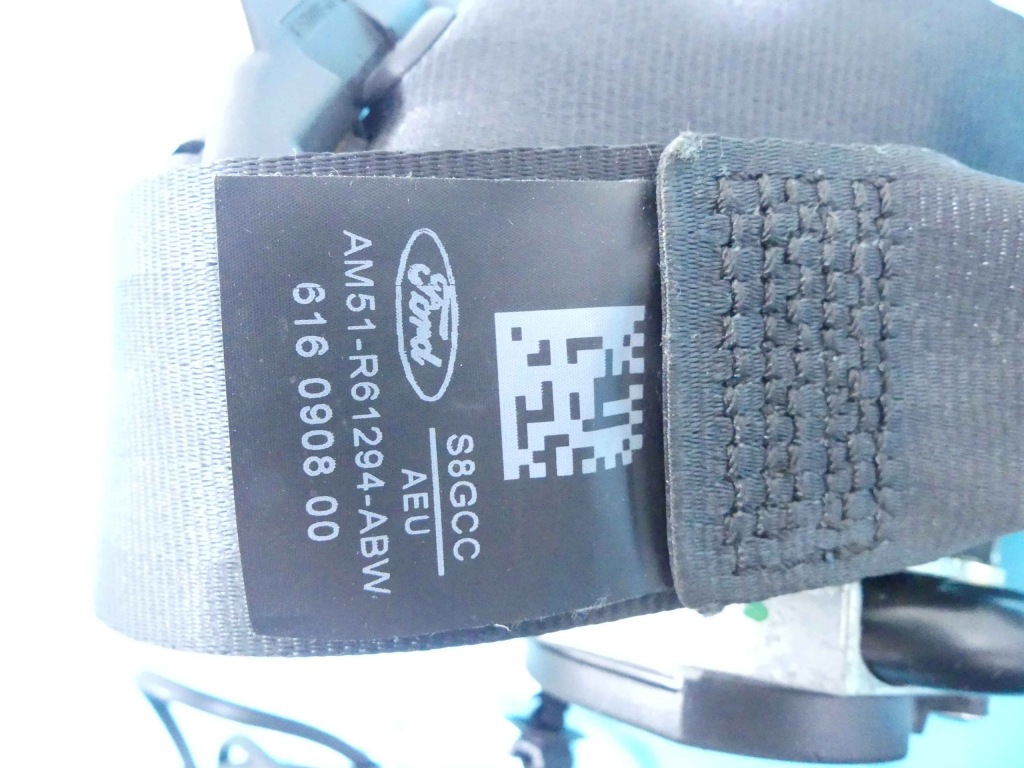 S8GCC
AEU
Ford
AM51-R61294-ABW
616 0908 00